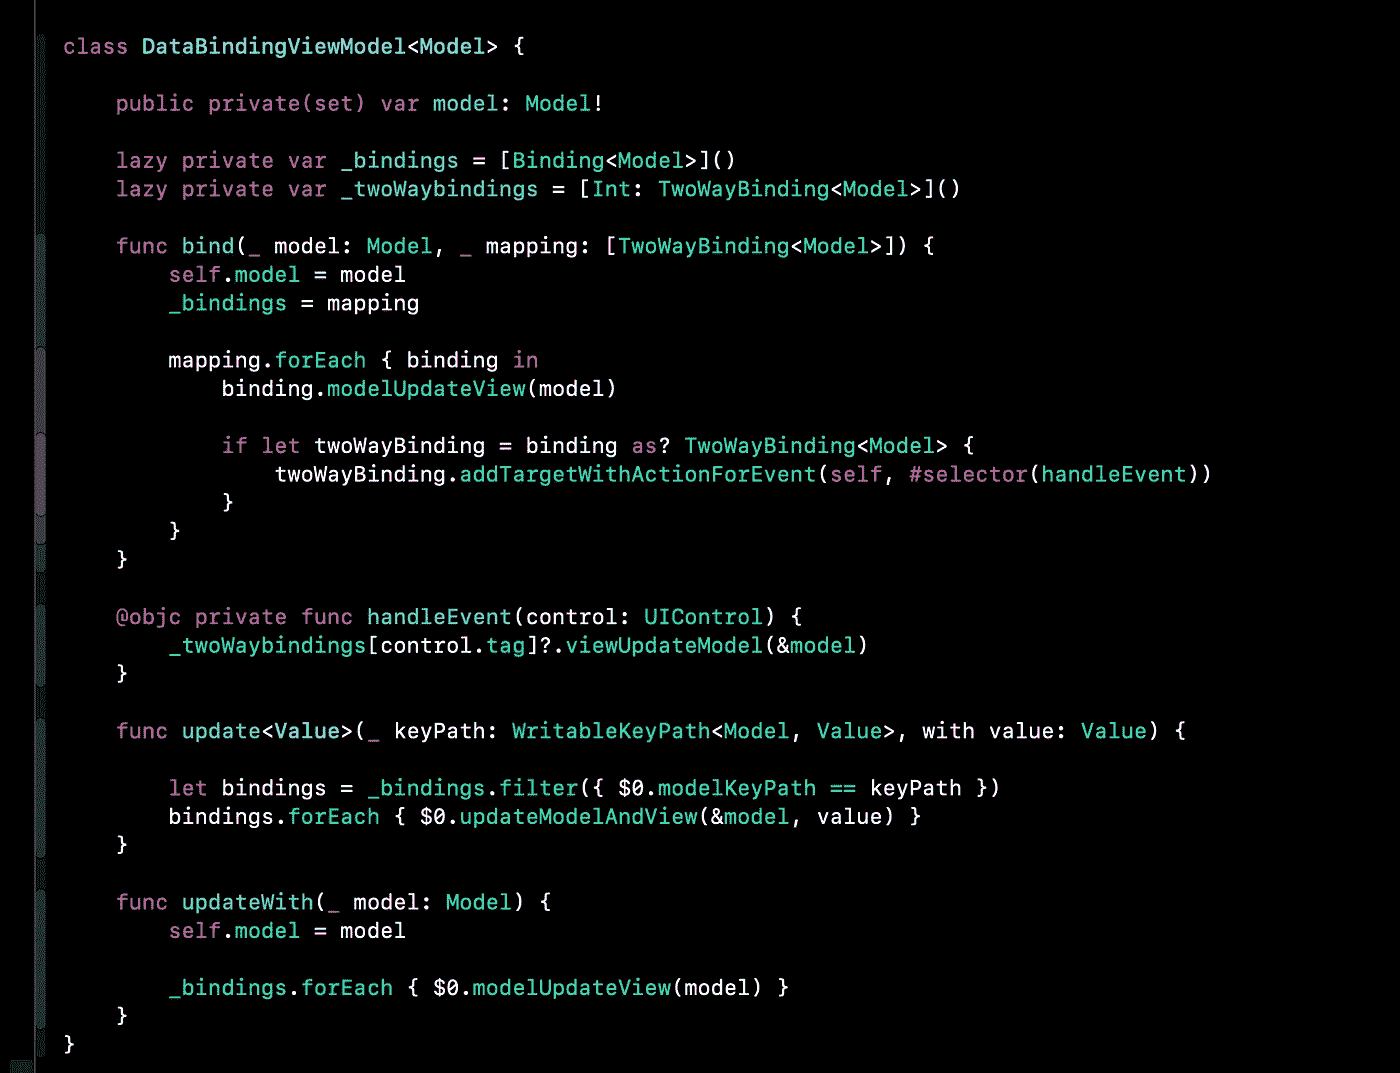 class DataBindingViewModel<Model> {
public private(set) var model: Model!
lazy private var _bindings = [Binding<Model>]()
lazy private var _twoWaybindings = [Int: TwoWayBinding<Model>]()
func bind(_ model: Model, _ mapping: [TwoWayBinding<Model>]) {
self.model = model
_bindings = mapping
mapping.forEach { binding in
binding.modelUpdateView(model)
if let twoWayBinding = binding as? TwoWayBinding<Model> {
twoWayBinding.addTargetWithActionForEvent(self, #selector(handleEvent))
}
}
}
@objc private func handleEvent(control: UIControl) {
_twoWaybindings[control.tag]?.viewUpdateModel(&model)
}
func update<Value>(_ keyPath: WritableKeyPath<Model, Value>, with value: Value) {
let bindings = _bindings.filter({ $0.modelKeyPath == keyPath })
bindings.forEach { $0.updateModelAndView(&model, value) }
}
func updateWith(_ model: Model) {
self.model = model
_bindings.forEach { $0.modelUpdateView(model) }
}
}